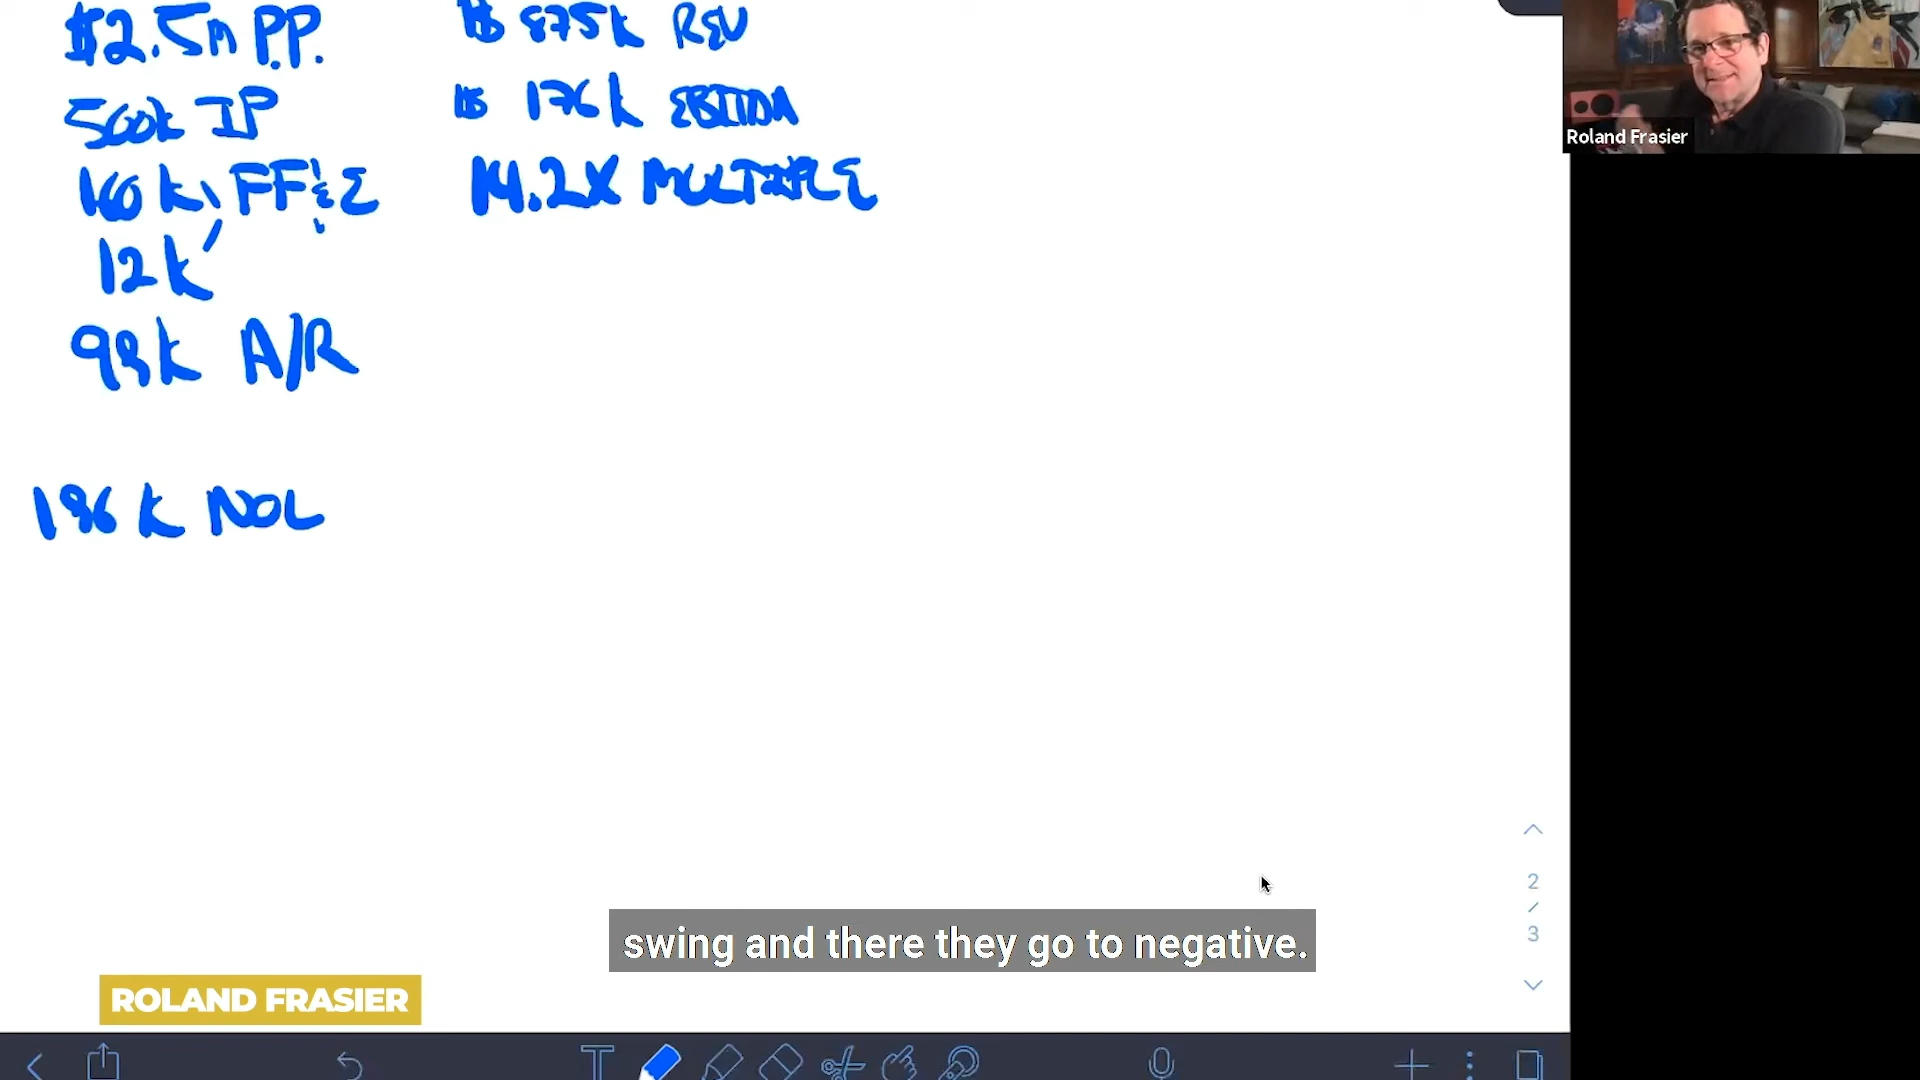 $2.5m P.P.
500k IP
160k, FF&E
12k
98k A/R
186k NOL
875k REV
176k EBITDA
14.2X MULTIPLE
Roland Frasier
swing and there they go to negative.
2
/
3
ROLAND FRASIER
T